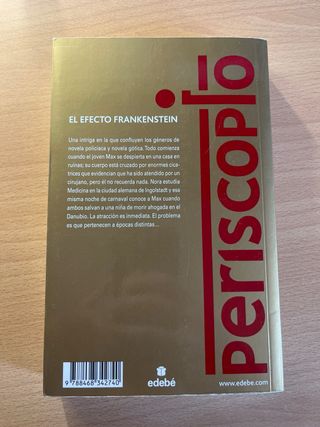 EL EFECTO FRANKENSTEIN
Una intriga en la que confluyen los géneros de
novela policiaca y novela gótica. Todo comienza
cuando el joven Max se despierta en una casa en
ruinas; su cuerpo está cruzado por enormes cica-
trices que evidencian que ha sido atendido por un
cirujano, pero él no recuerda nada. Nora estudia
Medicina en la ciudad alemana de Ingolstadt y esa
misma noche de carnaval conoce a Max cuando
ambos salvan a una niña de morir ahogada en el
Danubio. La atracción es inmediata. El problema
es que pertenecen a épocas distintas...
periscopio
9 788468 342740
edebé
www.edebe.com